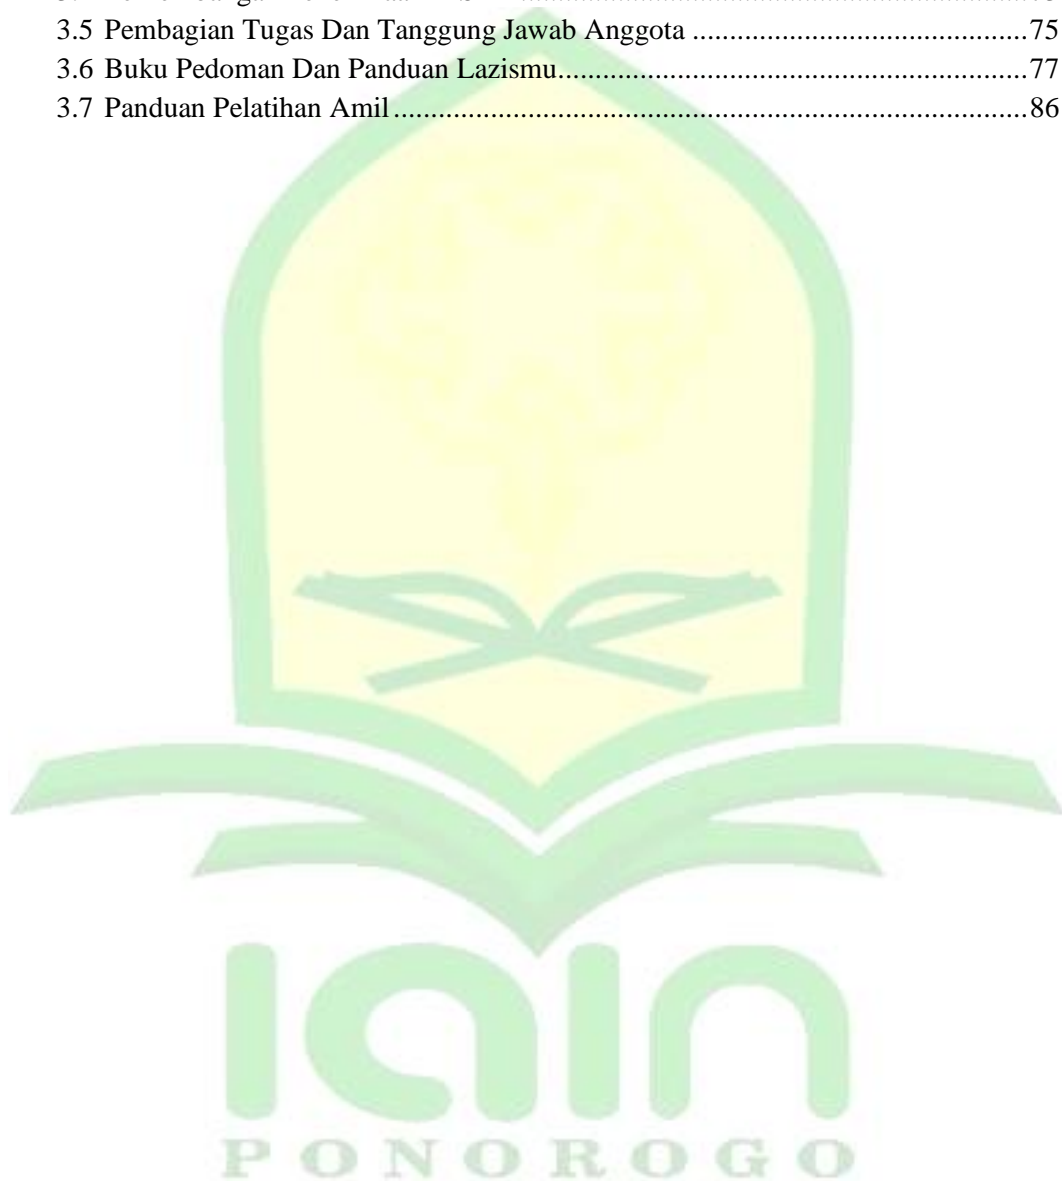 3.5 Pembagian Tugas Dan Tanggung Jawab Anggota ............................................75
3.6 Buku Pedoman Dan Panduan Lazismu..............................................................77
3.7 Panduan Pelatihan Amil ....................................................................................86
iain
PONOROGO